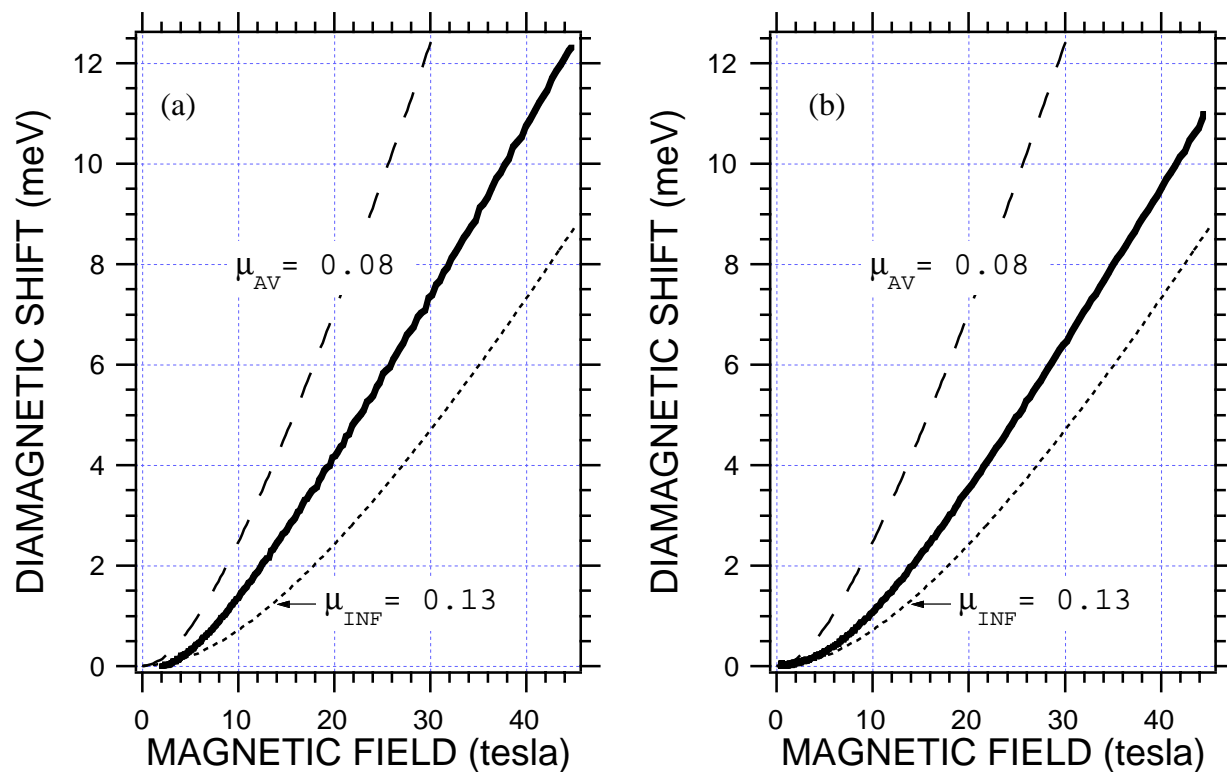 DIAMAGNETIC SHIFT (meV)
12
10
8
6
4
2
0
(a)
μAV= 0.08
μINF= 0.13
0 10 20 30 40
MAGNETIC FIELD (tesla)
DIAMAGNETIC SHIFT (meV)
12
10
8
6
4
2
0
(b)
μAV= 0.08
μINF= 0.13
0 10 20 30 40
MAGNETIC FIELD (tesla)